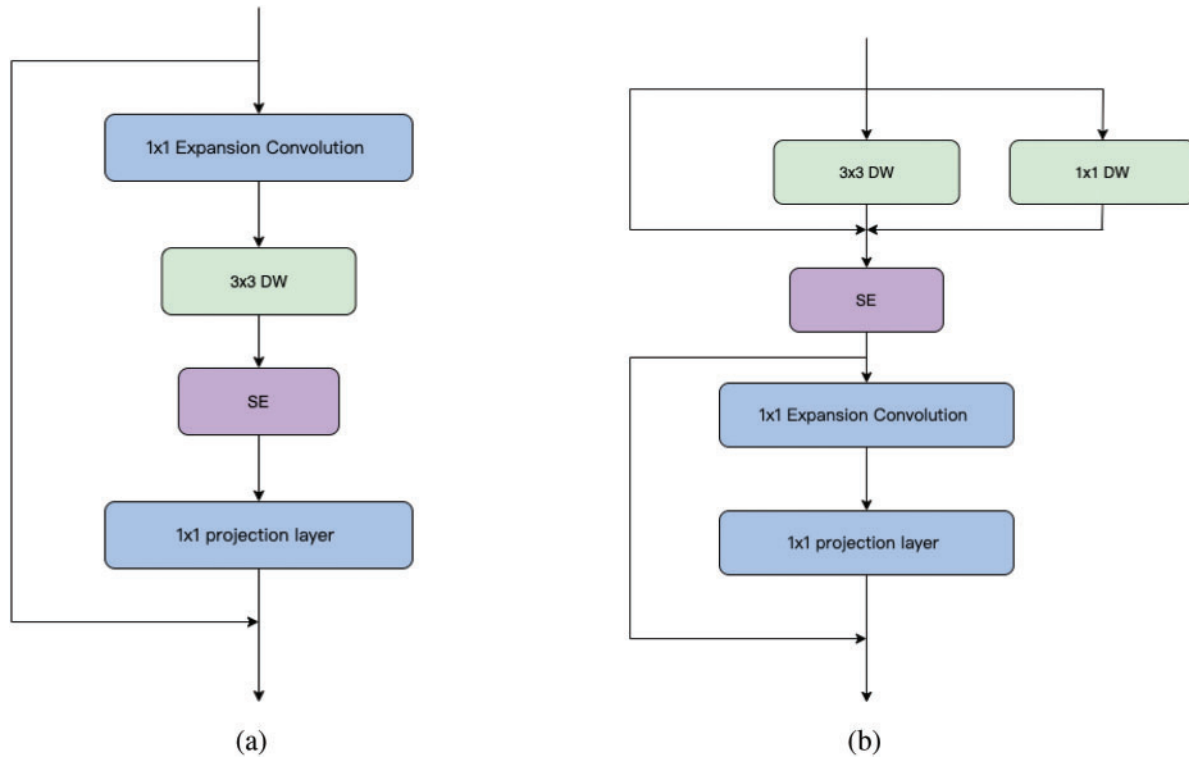 1x1 Expansion Convolution
3x3 DW
SE
1x1 projection layer
(a)
3x3 DW
1x1 DW
SE
1x1 Expansion Convolution
1x1 projection layer
(b)